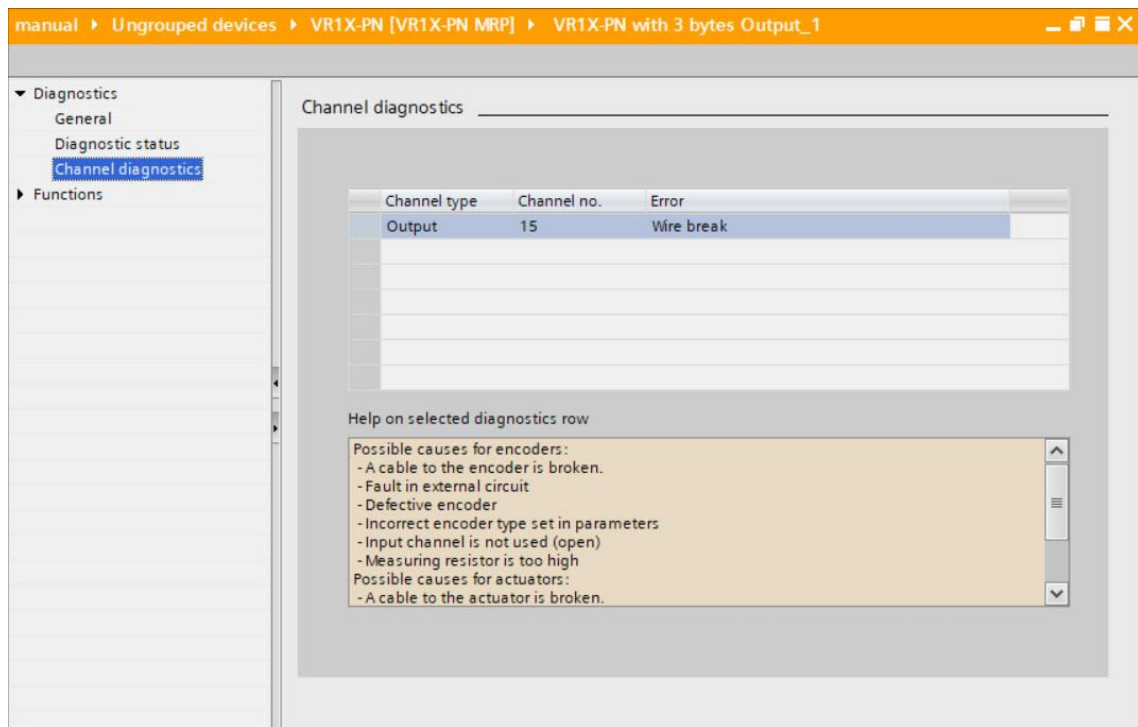 manual ▸ Ungrouped devices ▸ VR1X-PN [VR1X-PN MRP] ▸ VR1X-PN with 3 bytes Output_1
Diagnostics
General
Diagnostic status
Channel diagnostics
Functions
Channel diagnostics
Channel type Channel no. Error
Output 15 Wire break
Help on selected diagnostics row
Possible causes for encoders:
- A cable to the encoder is broken.
- Fault in external circuit
- Defective encoder
- Incorrect encoder type set in parameters
- Input channel is not used (open)
- Measuring resistor is too high
Possible causes for actuators:
- A cable to the actuator is broken.